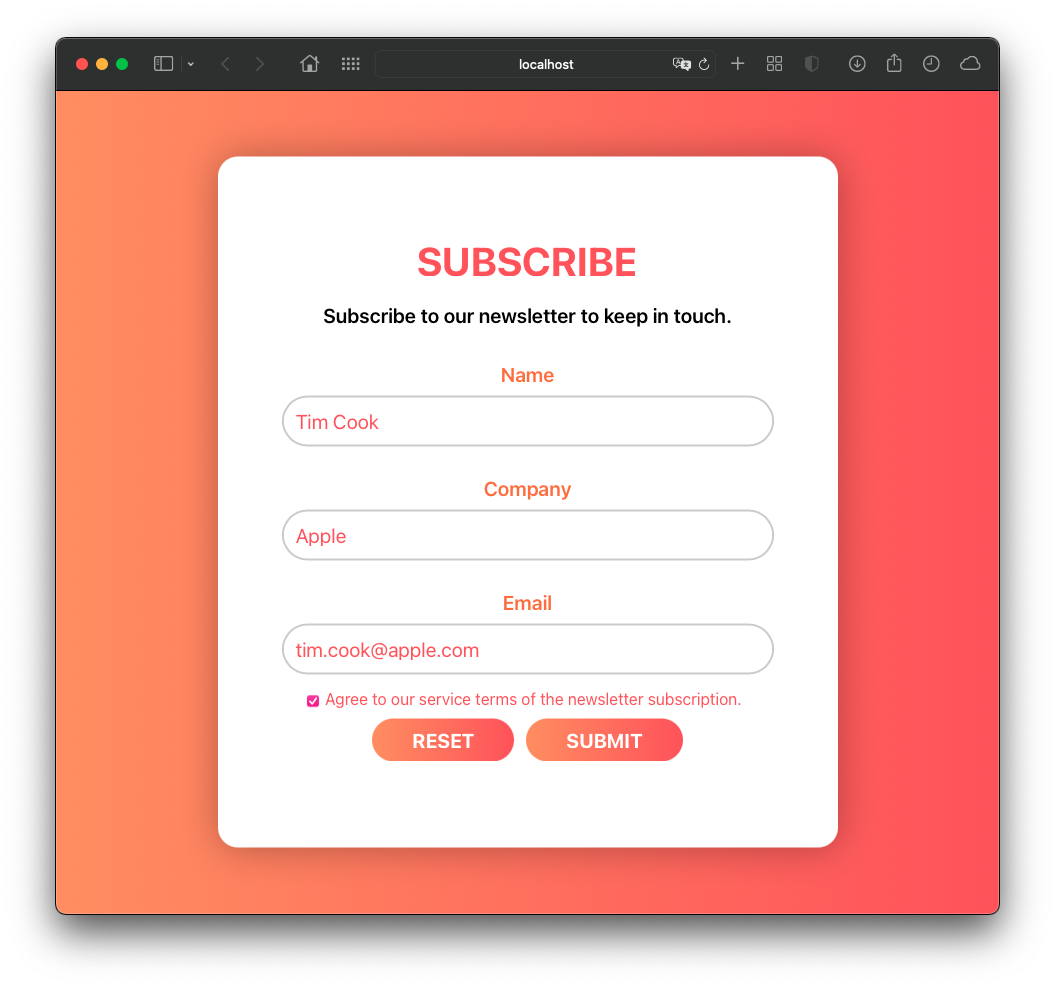 localhost
SUBSCRIBE
Subscribe to our newsletter to keep in touch.
Name
Tim Cook
Company
Apple
Email
tim.cook@apple.com
Agree to our service terms of the newsletter subscription.
RESET SUBMIT